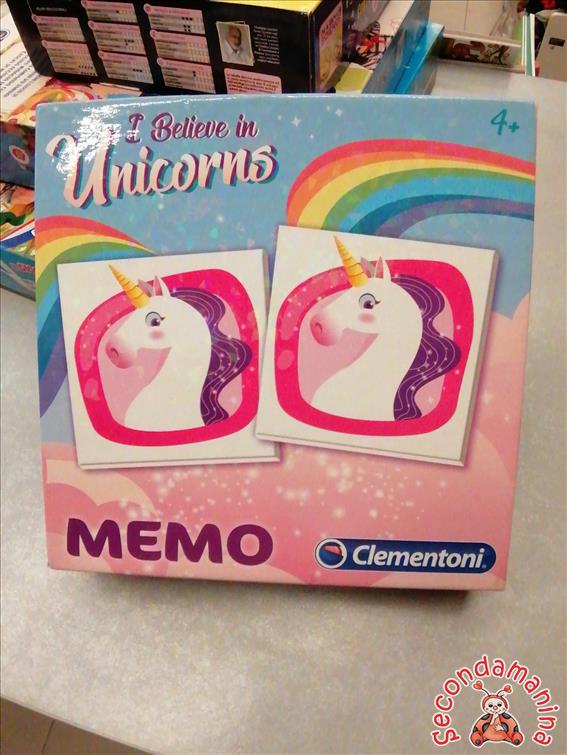 I Believe in
Unicorns
4+
MEMO
Clementoni
secondamanina